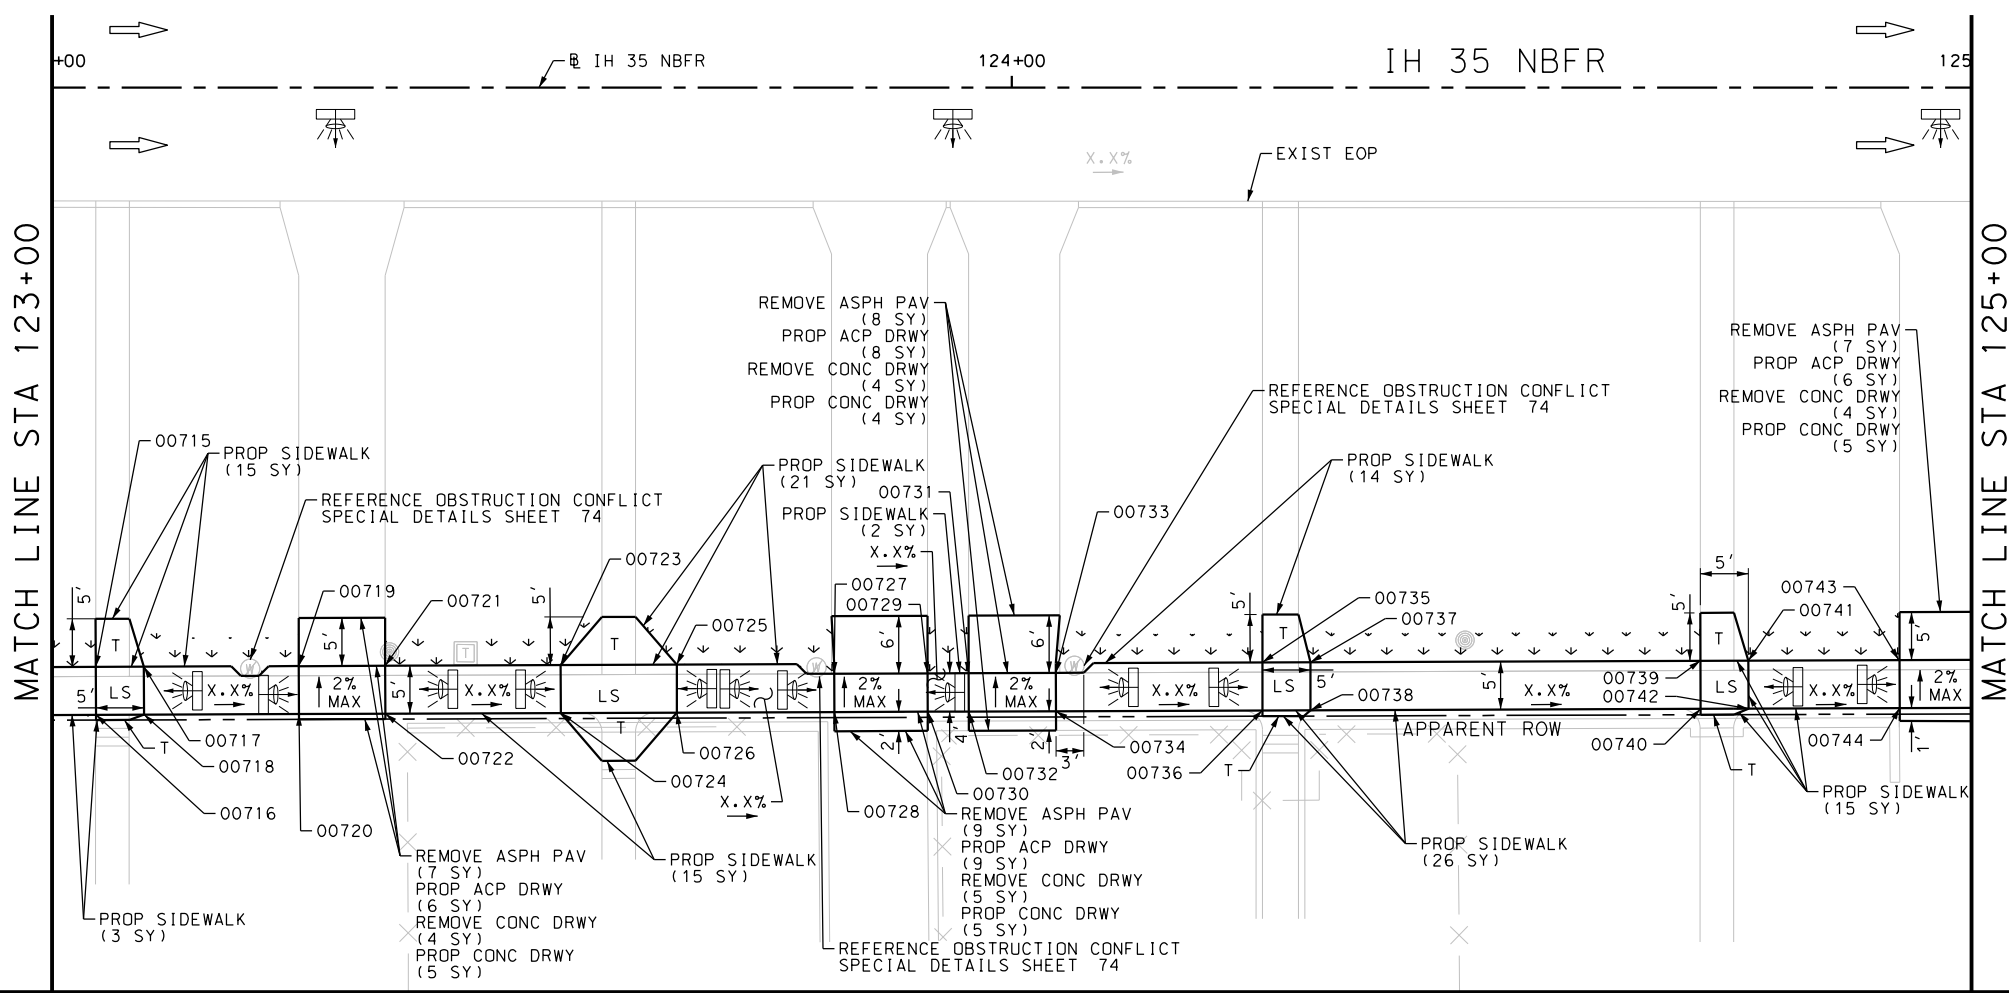 +00
BL IH 35 NBFR
124+00
IH 35 NBFR
125
X.X%
EXIST EOP
MATCH LINE STA 123+00
MATCH LINE STA 125+00
REMOVE ASPH PAV
(8 SY)
PROP ACP DRWY
(8 SY)
REMOVE CONC DRWY
(4 SY)
PROP CONC DRWY
(4 SY)
REMOVE ASPH PAV
(7 SY)
PROP ACP DRWY
(6 SY)
REMOVE CONC DRWY
(4 SY)
PROP CONC DRWY
(5 SY)
REFERENCE OBSTRUCTION CONFLICT
SPECIAL DETAILS SHEET 74
00715
PROP SIDEWALK
(15 SY)
REFERENCE OBSTRUCTION CONFLICT
SPECIAL DETAILS SHEET 74
PROP SIDEWALK
(21 SY)
00731
PROP SIDEWALK
(2 SY)
X.X%
PROP SIDEWALK
(14 SY)
00733
00723
00719
00721
00725
00727
00729
00735
00737
00743
00741
5'
5'
5'
5'
5'
5'
6'
6'
5'
5'
T
T
T
T
T
W
W
W
LS
5'
X.X%
2%
MAX
5'
X.X%
LS
T
2%
MAX
2%
MAX
X.X%
LS
5'
5'
X.X%
LS
X.X%
2%
MAX
00739
00742
00738
APPARENT ROW
00717
T
00718
00716
00720
00722
00724
00726
X.X%
00728
2'
4'
2'
3'
00734
00732
00730
00736
T
00740
T
00744
1'
PROP SIDEWALK
(15 SY)
PROP SIDEWALK
(3 SY)
REMOVE ASPH PAV
(7 SY)
PROP ACP DRWY
(6 SY)
REMOVE CONC DRWY
(4 SY)
PROP CONC DRWY
(5 SY)
PROP SIDEWALK
(15 SY)
REMOVE ASPH PAV
(9 SY)
PROP ACP DRWY
(9 SY)
REMOVE CONC DRWY
(5 SY)
PROP CONC DRWY
(5 SY)
REFERENCE OBSTRUCTION CONFLICT
SPECIAL DETAILS SHEET 74
PROP SIDEWALK
(26 SY)